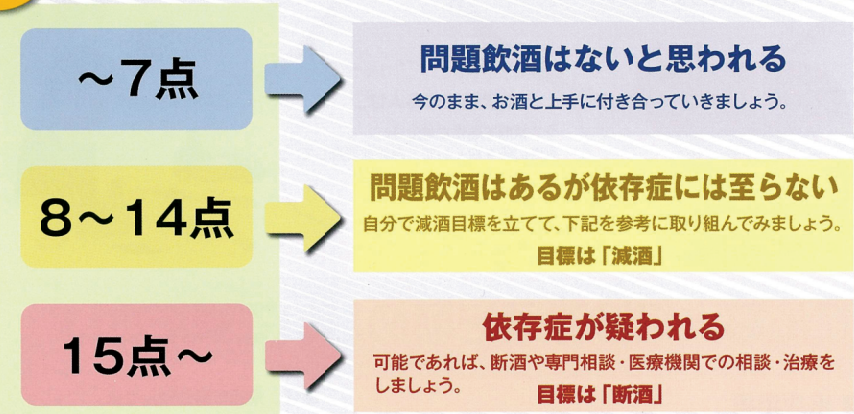 ~7点
問題飲酒はないと思われる
今のまま、お酒と上手に付き合っていきましょう。
8~14点
問題飲酒はあるが依存症には至らない
自分で減酒目標を立てて、下記を参考に取り組んでみましょう。
目標は「減酒」
15点~
依存症が疑われる
可能であれば、断酒や専門相談・医療機関での相談・治療を
しましょう。
目標は「断酒」